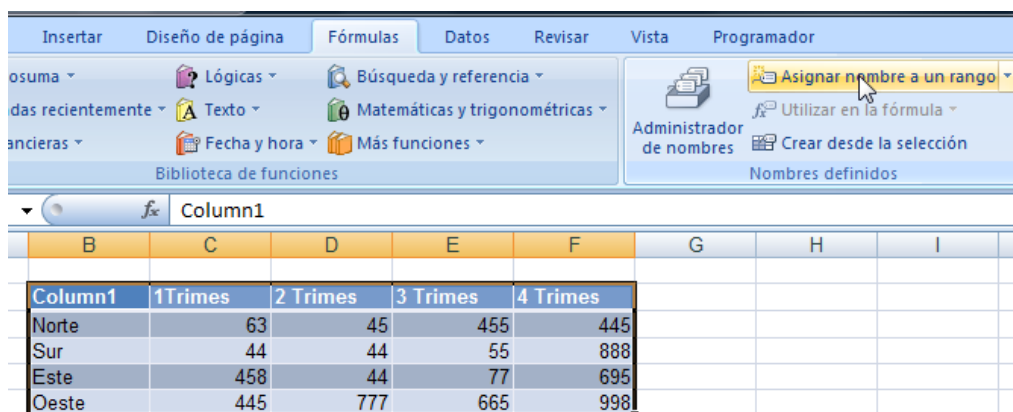 Insertar Diseño de página Fórmulas Datos Revisar Vista Programador
osuma Lógicas Búsqueda y referencia Asignar nombre a un rango
das recientemente Texto Matemáticas y trigonométricas Utilizar en la fórmula
ancieras Fecha y hora Más funciones Administrador de nombres Crear desde la selección
Biblioteca de funciones Nombres definidos
fx Column1
B C D E F G H I
Column1 1Trimes 2 Trimes 3 Trimes 4 Trimes
Norte 63 45 455 445
Sur 44 44 55 888
Este 458 44 77 695
Oeste 445 777 665 998